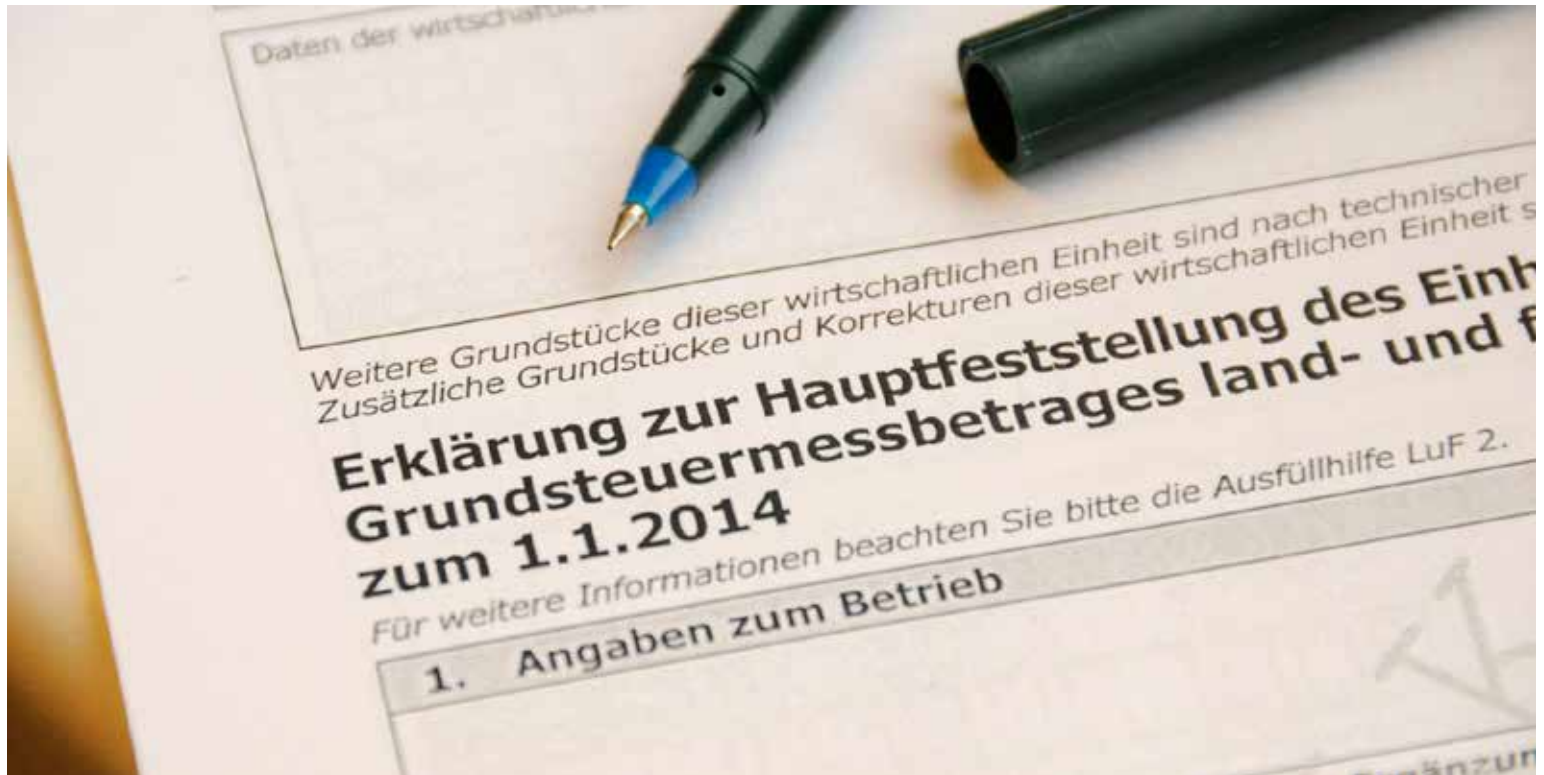 Daten der wirtschaftlich
Weitere Grundstücke dieser wirtschaftlichen Einheit sind nach technischer
Zusätzliche Grundstücke und Korrekturen dieser wirtschaftlichen Einheit s
Erklärung zur Hauptfeststellung des Einh
Grundsteuermessbetrages land- und f
zum 1.1.2014
Für weitere Informationen beachten Sie bitte die Ausfüllhilfe LuF 2.
1. Angaben zum Betrieb